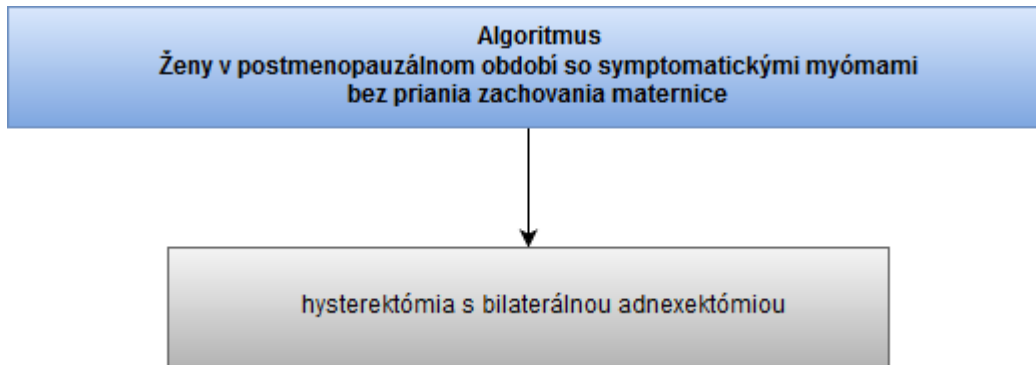 Algoritmus
Ženy v postmenopauzálnom období so symptomatickými myómami
bez priania zachovania maternice
hysterektómia s bilaterálnou adnexektómiou